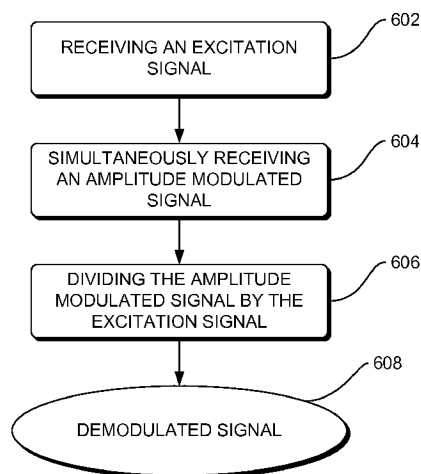 602
RECEIVING AN EXCITATION
SIGNAL
604
SIMULTANEOUSLY RECEIVING
AN AMPLITUDE MODULATED
SIGNAL
606
DIVIDING THE AMPLITUDE
MODULATED SIGNAL BY THE
EXCITATION SIGNAL
608
DEMODULATED SIGNAL